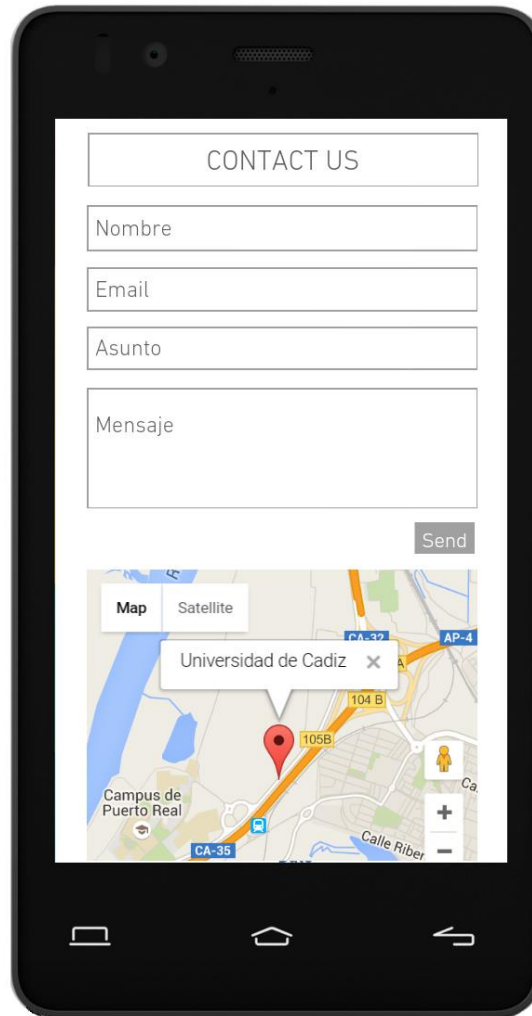 CONTACT US
Nombre
Email
Asunto
Mensaje
Send
Map Satellite
CA-32 AP-4
Universidad de Cadiz ×
104 B
105B
Campus de
Puerto Real
+
Calle Ribe
−
CA-35